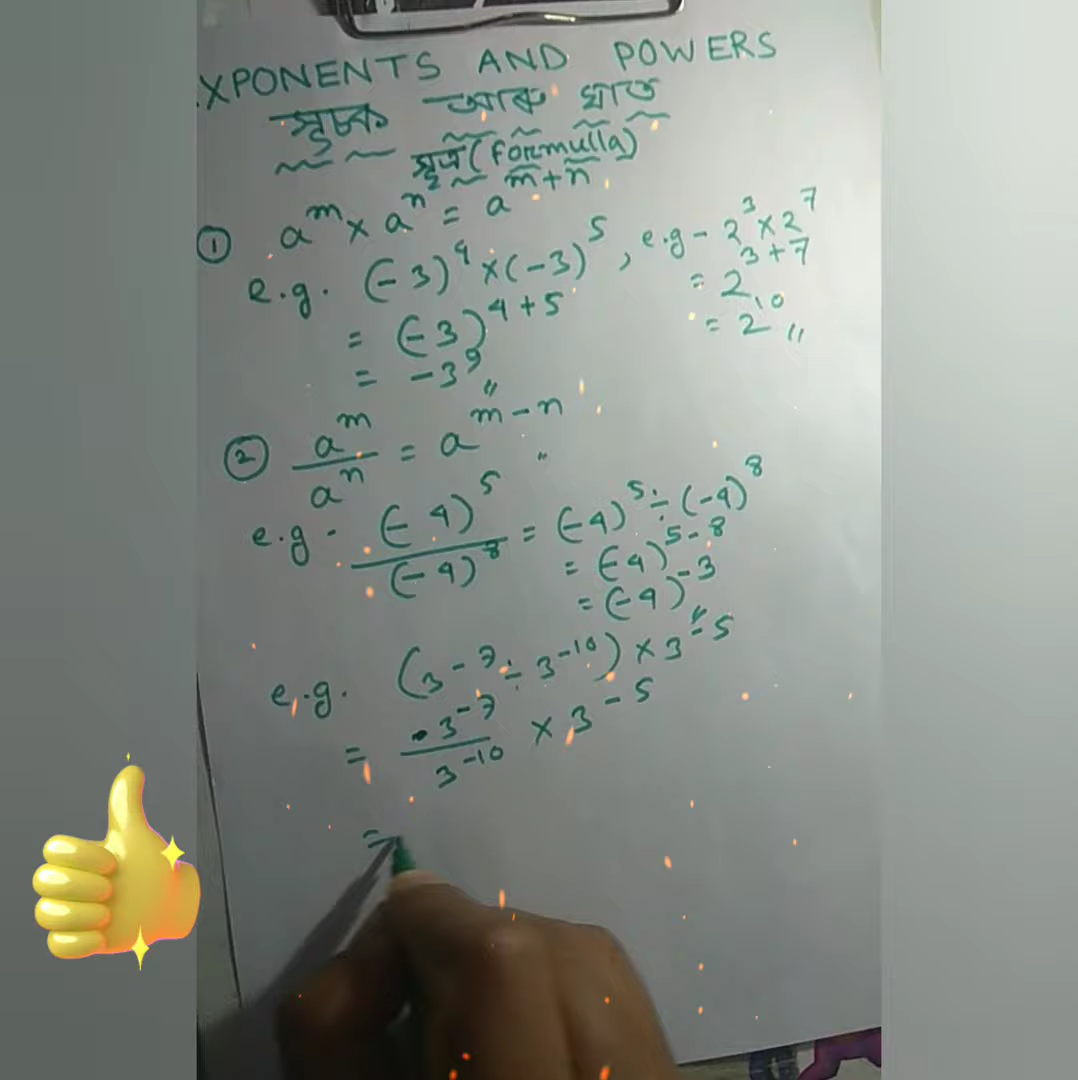 XPONENTS AND POWERS
সূচক আৰু ঘাত
সূত্ৰ (formulla)
① a^m × a^n = a^(m+n)
e.g. (-3)^4 × (-3)^5, e.g - 2^3 × 2^7
= (-3)^(4+5) = 2^(3+7)
= -3^9 〃 = 2^10 〃
② a^m / a^n = a^(m-n)
e.g - (-4)^5 / (-4)^8 = (-4)^5 ÷ (-4)^8
= (-4)^(5-8)
= (-4)^-3 〃
e.g. (3^-7 ÷ 3^-10) × 3^-5
= 3^-7 / 3^-10 × 3^-5
=